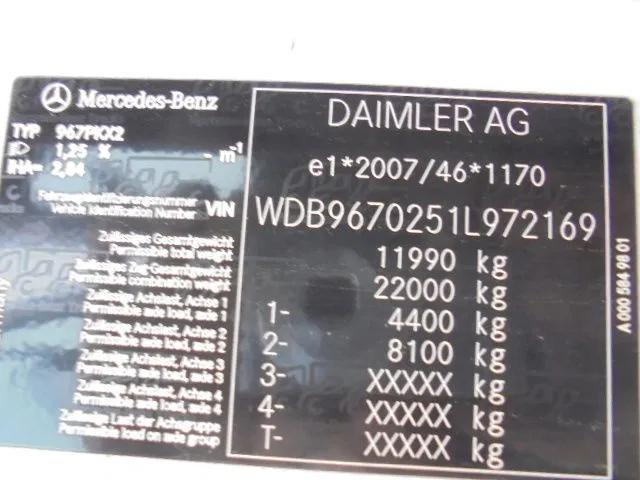 Mercedes-Benz
TYP 967PKX2
1,25 % - m⁻¹
IHA= 2,84
Fahrzeugidentifizierungsnummer
Vehicle Identification Number VIN
Zulässiges Gesamtgewicht
Permissible total weight
Zulässiges Zug-Gesamtgewicht
Permissible combination weight
Zulässige Achslast, Achse 1
Permissible axle load, axle 1
Zulässige Achslast, Achse 2
Permissible axle load, axle 2
Zulässige Achslast, Achse 3
Permissible axle load, axle 3
Zulässige Achslast, Achse 4
Permissible axle load, axle 4
Zulässige Last der Achsgruppe
Permissible load on axle group
DAIMLER AG
e1*2007/46*1170
WDB9670251L972169
11990 kg
22000 kg
1- 4400 kg
2- 8100 kg
3- XXXXX kg
4- XXXXX kg
T- XXXXX kg
A 000 584 98 01